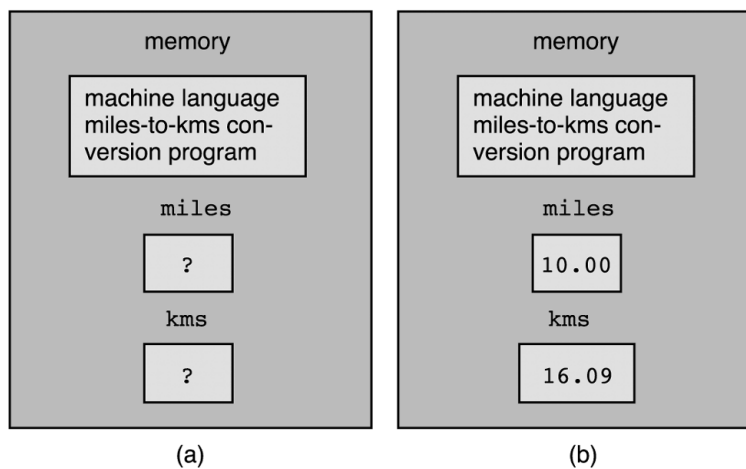 memory
machine language
miles-to-kms con-
version program
miles
?
kms
?
(a)
memory
machine language
miles-to-kms con-
version program
miles
10.00
kms
16.09
(b)